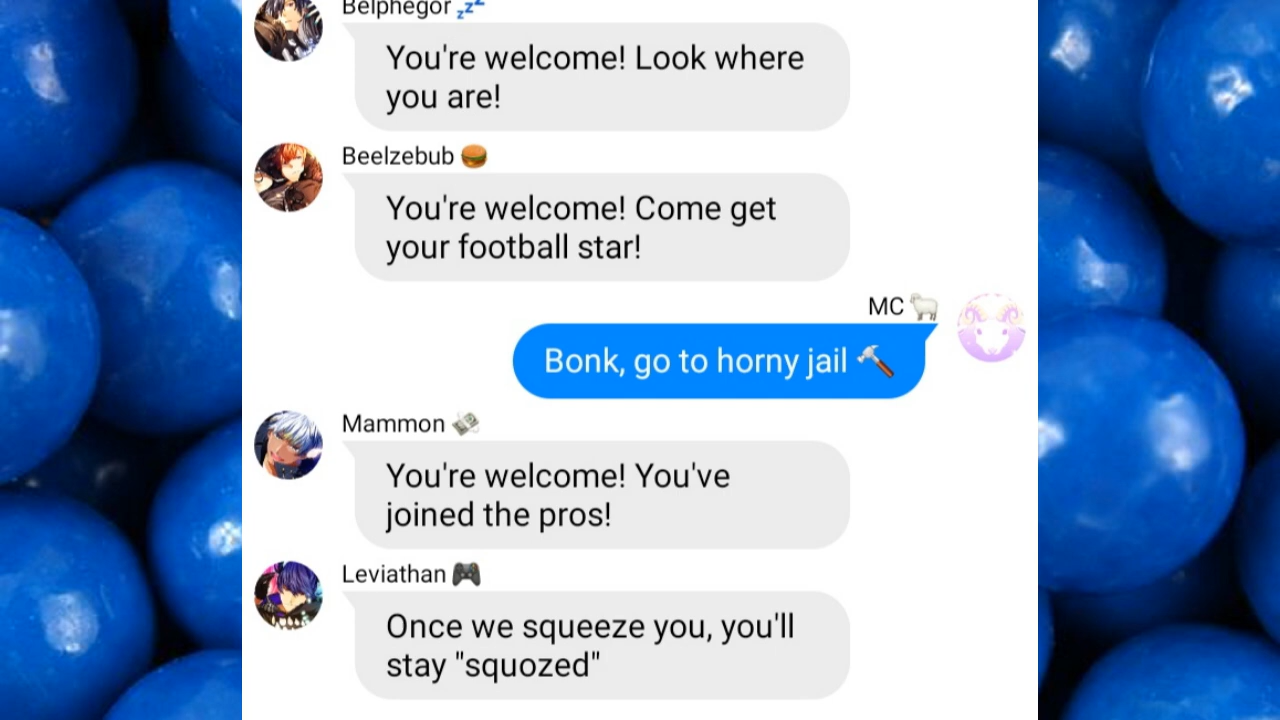 Belphegor 💤
You're welcome! Look where
you are!
Beelzebub 🍔
You're welcome! Come get
your football star!
MC 🐑
Bonk, go to horny jail 🔨
Mammon 💸
You're welcome! You've
joined the pros!
Leviathan 🎮
Once we squeeze you, you'll
stay "squozed"